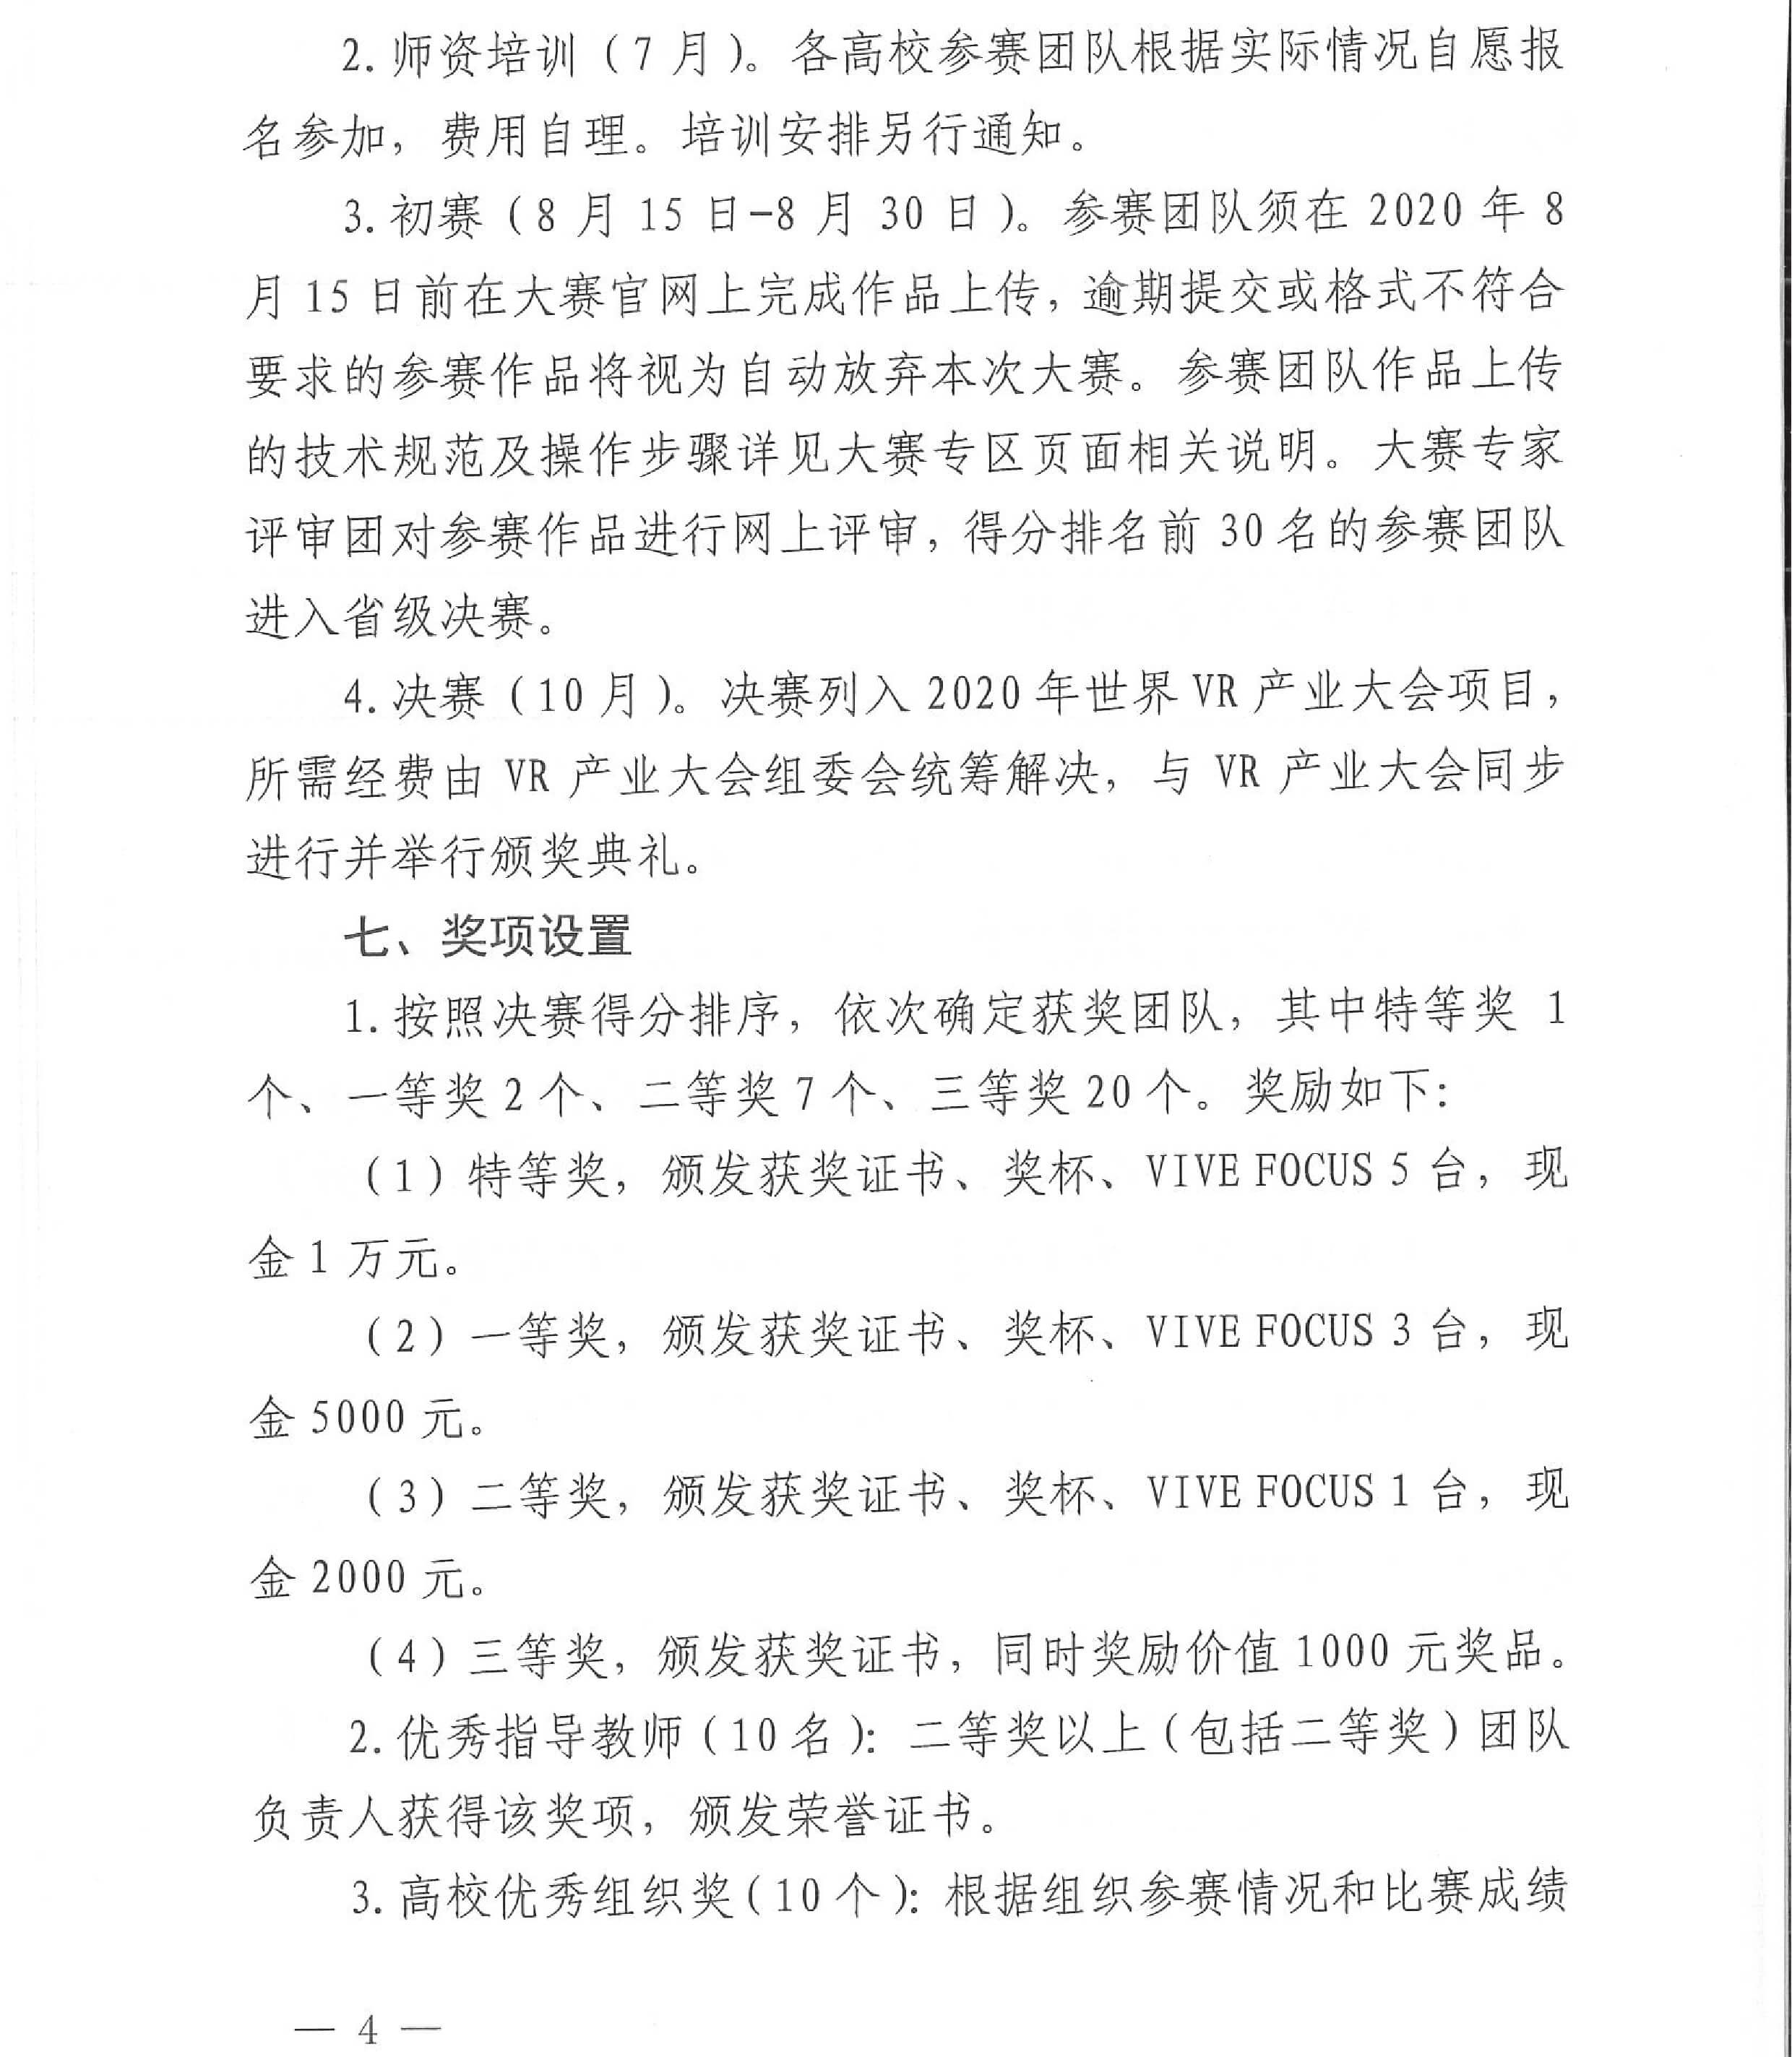 2.师资培训（7月）。各高校参赛团队根据实际情况自愿报
名参加，费用自理。培训安排另行通知。
3.初赛（8月15日-8月30日）。参赛团队须在2020年8
月15日前在大赛官网上完成作品上传，逾期提交或格式不符合
要求的参赛作品将视为自动放弃本次大赛。参赛团队作品上传
的技术规范及操作步骤详见大赛专区页面相关说明。大赛专家
评审团对参赛作品进行网上评审，得分排名前30名的参赛团队
进入省级决赛。
4.决赛（10月）。决赛列入2020年世界VR产业大会项目，
所需经费由VR产业大会组委会统筹解决，与VR产业大会同步
进行并举行颁奖典礼。
七、奖项设置
1.按照决赛得分排序，依次确定获奖团队，其中特等奖1
个、一等奖2个、二等奖7个、三等奖20个。奖励如下：
（1）特等奖，颁发获奖证书、奖杯、VIVE FOCUS 5台，现
金1万元。
（2）一等奖，颁发获奖证书、奖杯、VIVE FOCUS 3台，现
金5000元。
（3）二等奖，颁发获奖证书、奖杯、VIVE FOCUS 1台，现
金2000元。
（4）三等奖，颁发获奖证书，同时奖励价值1000元奖品。
2.优秀指导教师（10名）：二等奖以上（包括二等奖）团队
负责人获得该奖项，颁发荣誉证书。
3.高校优秀组织奖（10个）：根据组织参赛情况和比赛成绩
— 4 —